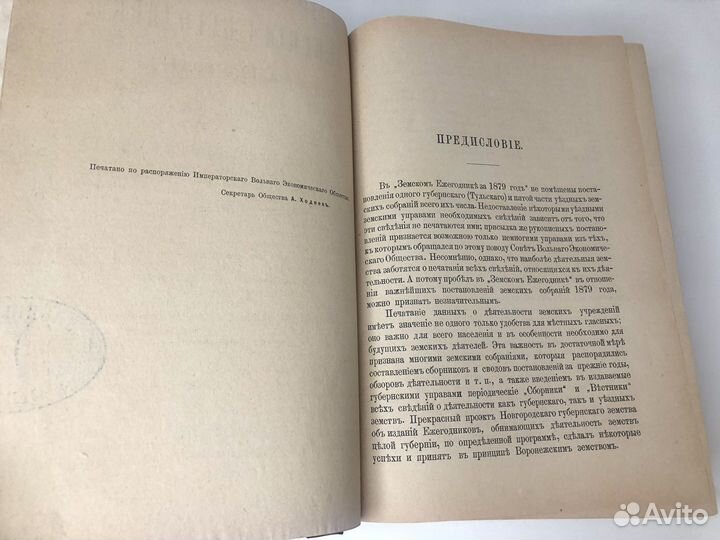 Печатано по распоряженію Императорскаго Вольнаго Экономическаго Общества.
Секретарь Общества А. Ходневъ.
ПРЕДИСЛОВІЕ.
Въ „Земскомъ Ежегодникѣ за 1879 годъ“ не помѣщены поста-
новленія одного губернскаго (Тульскаго) и пятой части уѣздныхъ зем-
скихъ собраній всего ихъ числа. Недоставленіе нѣкоторыми уѣздными
земскими управами необходимыхъ свѣдѣній зависитъ отъ того, что
эти свѣдѣнія не печатаются ими; присылка же рукописныхъ постано-
вленій признается возможною только немногими управами изъ тѣхъ,
къ которымъ обращался по этому поводу Совѣтъ Вольнаго Экономиче-
скаго Общества. Несомнѣнно, однако, что наиболѣе дѣятельныя зем-
ства заботятся о печатаніи всѣхъ свѣдѣній, относящихся къ ихъ дѣя-
тельности. А потому пробѣлъ въ „Земскомъ Ежегодникѣ“ въ отно-
шеніи важнѣйшихъ постановленій земскихъ собраній 1879 года,
можно признать незначительнымъ.
Печатаніе данныхъ о дѣятельности земскихъ учрежденій
имѣетъ значеніе не одного только удобства для мѣстныхъ гласныхъ;
оно важно для всего населенія и въ особенности необходимо для
будущихъ земскихъ дѣятелей. Эта важность въ достаточной мѣрѣ
признана многими земскими собраніями, которыя распорядились
составленіемъ сборниковъ и сводовъ постановленій за прежніе годы,
обзоровъ дѣятельности и т. п., а также введеніемъ въ издаваемые
губернскими управами періодическіе „Сборники“ и „Вѣстники“
всѣхъ свѣдѣній о дѣятельности какъ губернскаго, такъ и уѣздныхъ
земствъ. Прекрасный проэктъ Новгородскаго губернскаго земства
объ изданіи Ежегодниковъ, обнимающихъ дѣятельность земствъ
цѣлой губерніи, по опредѣленной программѣ, сдѣлалъ нѣкоторые
успѣхи и принятъ въ принципѣ Воронежскимъ земствомъ.
Avito